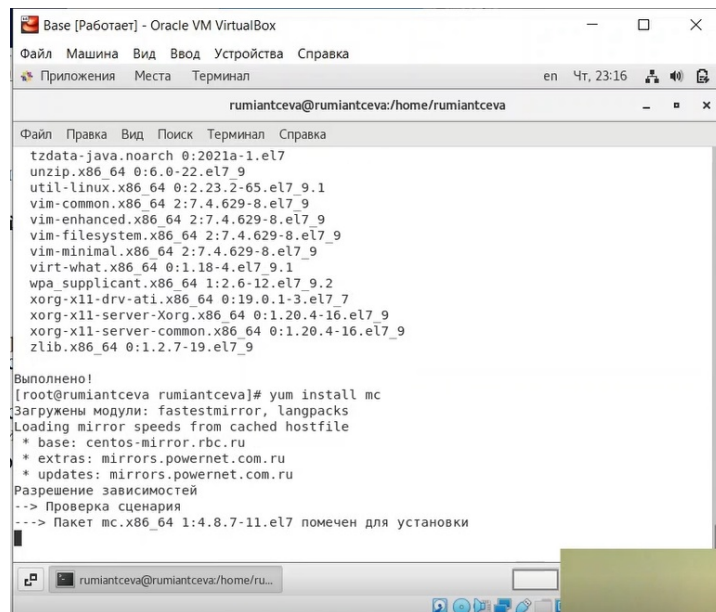 Base [Работает] - Oracle VM VirtualBox
Файл Машина Вид Ввод Устройства Справка
Приложения Места Терминал en Чт, 23:16
rumiantceva@rumiantceva:/home/rumiantceva
Файл Правка Вид Поиск Терминал Справка
tzdata-java.noarch 0:2021a-1.el7
unzip.x86_64 0:6.0-22.el7_9
util-linux.x86_64 0:2.23.2-65.el7_9.1
vim-common.x86_64 2:7.4.629-8.el7_9
vim-enhanced.x86_64 2:7.4.629-8.el7_9
vim-filesystem.x86_64 2:7.4.629-8.el7_9
vim-minimal.x86_64 2:7.4.629-8.el7_9
virt-what.x86_64 0:1.18-4.el7_9.1
wpa_supplicant.x86_64 1:2.6-12.el7_9.2
xorg-x11-drv-ati.x86_64 0:19.0.1-3.el7_7
xorg-x11-server-Xorg.x86_64 0:1.20.4-16.el7_9
xorg-x11-server-common.x86_64 0:1.20.4-16.el7_9
zlib.x86_64 0:1.2.7-19.el7_9
Выполнено!
[root@rumiantceva rumiantceva]# yum install mc
Загружены модули: fastestmirror, langpacks
Loading mirror speeds from cached hostfile
* base: centos-mirror.rbc.ru
* extras: mirrors.powernet.com.ru
* updates: mirrors.powernet.com.ru
Разрешение зависимостей
--> Проверка сценария
---> Пакет mc.x86_64 1:4.8.7-11.el7 помечен для установки
rumiantceva@rumiantceva:/home/ru...